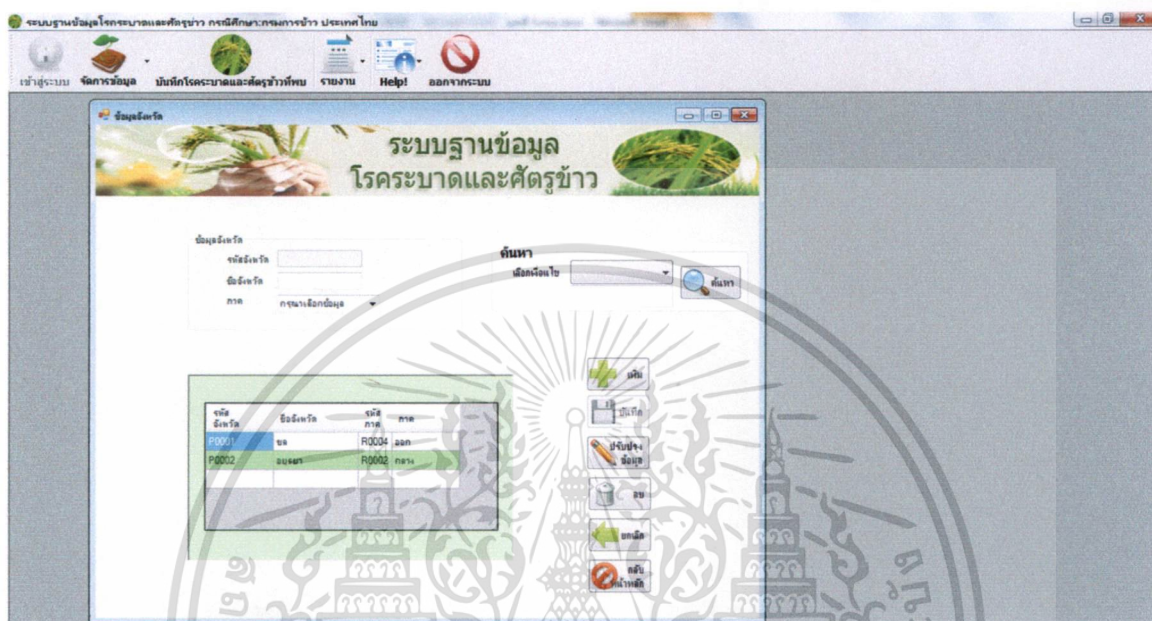 ระบบฐานข้อมูลโรคระบาดและศัตรูข้าว กรณีศึกษา:กรมการข้าว ประเทศไทย
เข้าสู่ระบบ จัดการข้อมูล บันทึกโรคระบาดและศัตรูข้าวที่พบ รายงาน Help! ออกจากระบบ
ข้อมูลจังหวัด
ระบบฐานข้อมูล
โรคระบาดและศัตรูข้าว
ข้อมูลจังหวัด
รหัสจังหวัด
ชื่อจังหวัด
ภาค กรุณาเลือกข้อมูล
ค้นหา
เลือกเงื่อนไข ค้นหา
รหัสจังหวัด ชื่อจังหวัด รหัสภาค ภาค
P0001 ชล R0004 ออก
P0002 อยุธยา R0002 กลาง
เพิ่ม
บันทึก
ปรับปรุง
ข้อมูล
ลบ
ยกเลิก
กลับ
หน้าหลัก